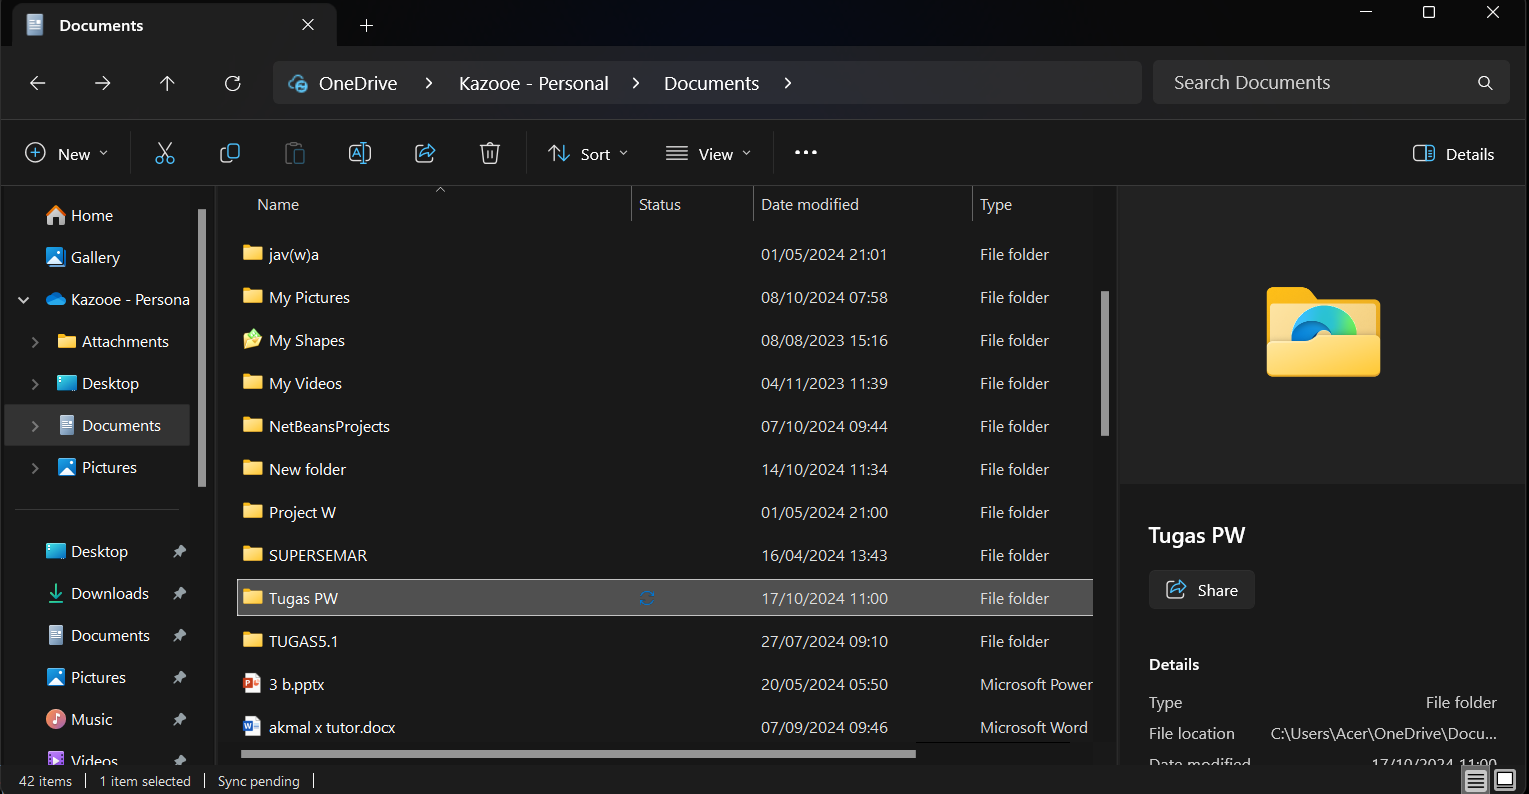 Documents
OneDrive > Kazooe - Personal > Documents >
Search Documents
New
Sort
View
Details
Name
Status
Date modified
Type
Home
Gallery
Kazooe - Persona
Attachments
Desktop
Documents
Pictures
Desktop
Downloads
Documents
Pictures
Music
Videos
jav(w)a 01/05/2024 21:01 File folder
My Pictures 08/10/2024 07:58 File folder
My Shapes 08/08/2023 15:16 File folder
My Videos 04/11/2023 11:39 File folder
NetBeansProjects 07/10/2024 09:44 File folder
New folder 14/10/2024 11:34 File folder
Project W 01/05/2024 21:00 File folder
SUPERSEMAR 16/04/2024 13:43 File folder
Tugas PW 17/10/2024 11:00 File folder
TUGAS5.1 27/07/2024 09:10 File folder
3 b.pptx 20/05/2024 05:50 Microsoft Power
akmal x tutor.docx 07/09/2024 09:46 Microsoft Word
Tugas PW
Share
Details
Type File folder
File location C:\Users\Acer\OneDrive\Docu...
Date modified 17/10/2024 11:00
42 items
1 item selected
Sync pending